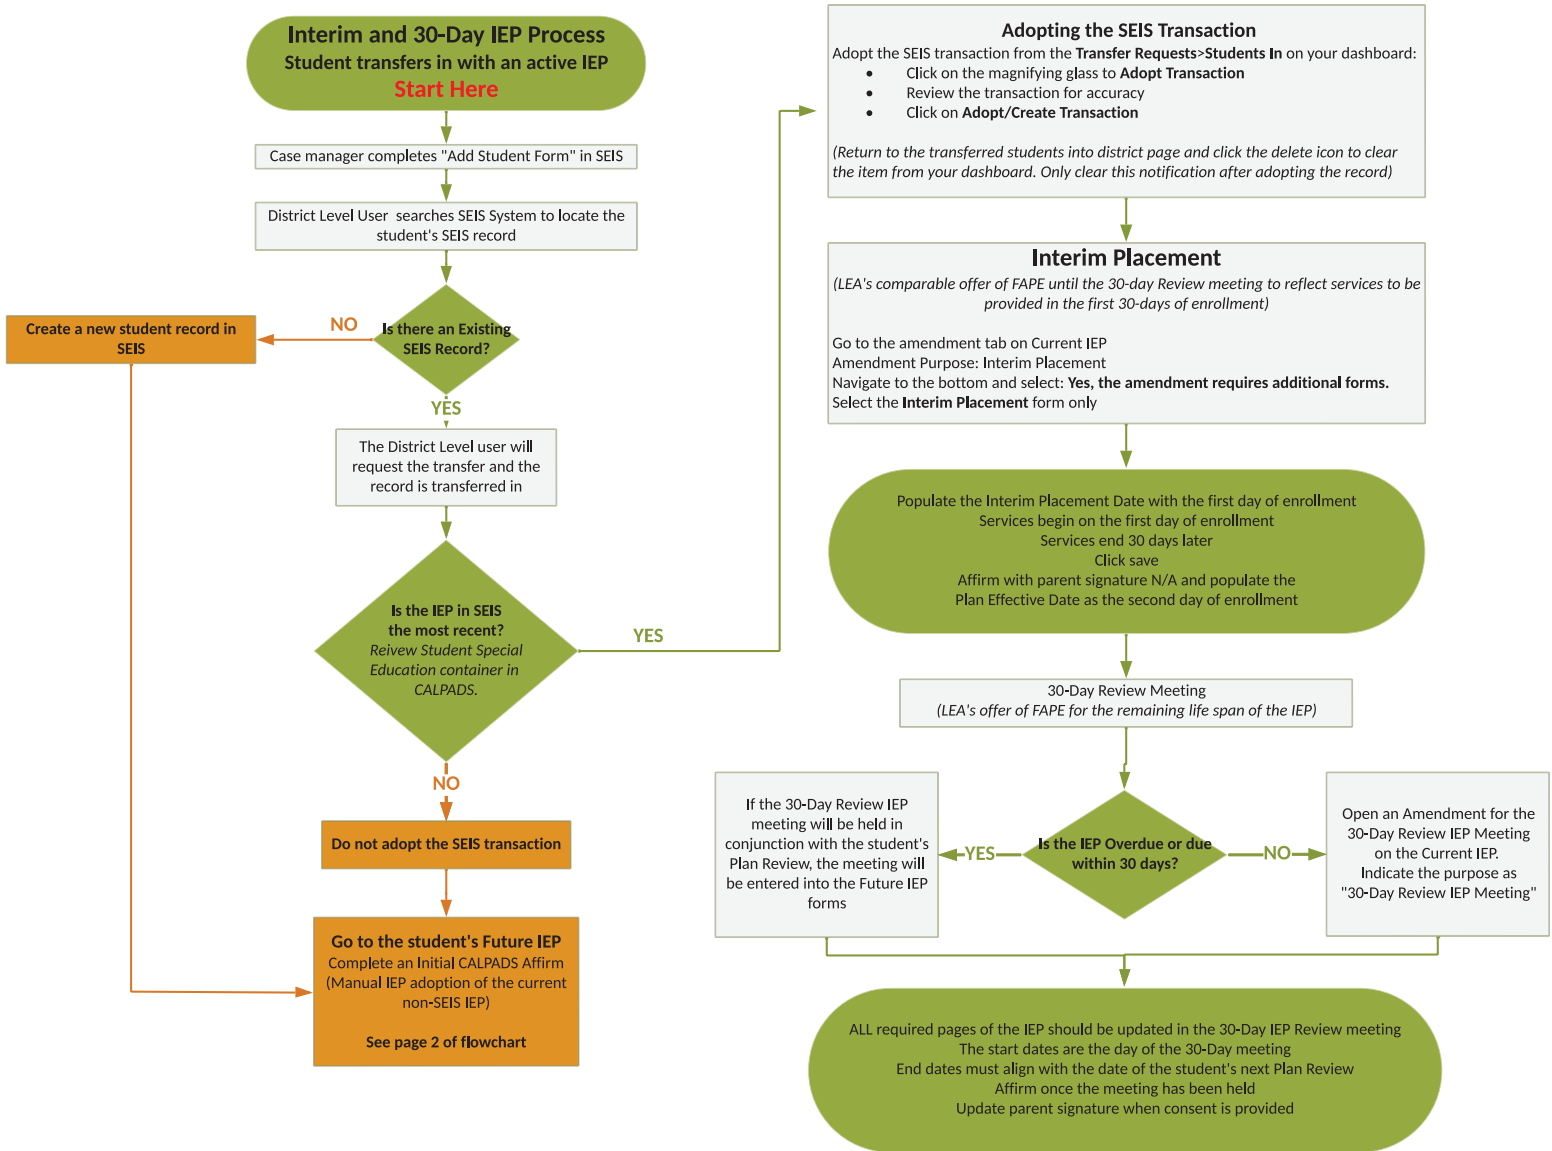 Interim and 30-Day IEP Process
Student transfers in with an active IEP
Start Here
Case manager completes "Add Student Form" in SEIS
District Level User searches SEIS System to locate the
student's SEIS record
Is there an Existing
SEIS Record?
NO
Create a new student record in
SEIS
YES
The District Level user will
request the transfer and the
record is transferred in
Is the IEP in SEIS
the most recent?
Reivew Student Special
Education container in
CALPADS.
YES
NO
Do not adopt the SEIS transaction
Go to the student's Future IEP
Complete an Initial CALPADS Affirm
(Manual IEP adoption of the current
non-SEIS IEP)
See page 2 of flowchart
Adopting the SEIS Transaction
Adopt the SEIS transaction from the Transfer Requests>Students In on your dashboard:
• Click on the magnifying glass to Adopt Transaction
• Review the transaction for accuracy
• Click on Adopt/Create Transaction
(Return to the transferred students into district page and click the delete icon to clear
the item from your dashboard. Only clear this notification after adopting the record)
Interim Placement
(LEA's comparable offer of FAPE until the 30-day Review meeting to reflect services to be
provided in the first 30-days of enrollment)
Go to the amendment tab on Current IEP
Amendment Purpose: Interim Placement
Navigate to the bottom and select: Yes, the amendment requires additional forms.
Select the Interim Placement form only
Populate the Interim Placement Date with the first day of enrollment
Services begin on the first day of enrollment
Services end 30 days later
Click save
Affirm with parent signature N/A and populate the
Plan Effective Date as the second day of enrollment
30-Day Review Meeting
(LEA's offer of FAPE for the remaining life span of the IEP)
Is the IEP Overdue or due
within 30 days?
YES
If the 30-Day Review IEP
meeting will be held in
conjunction with the student's
Plan Review, the meeting will
be entered into the Future IEP
forms
NO
Open an Amendment for the
30-Day Review IEP Meeting
on the Current IEP.
Indicate the purpose as
"30-Day Review IEP Meeting"
ALL required pages of the IEP should be updated in the 30-Day IEP Review meeting
The start dates are the day of the 30-Day meeting
End dates must align with the date of the student's next Plan Review
Affirm once the meeting has been held
Update parent signature when consent is provided